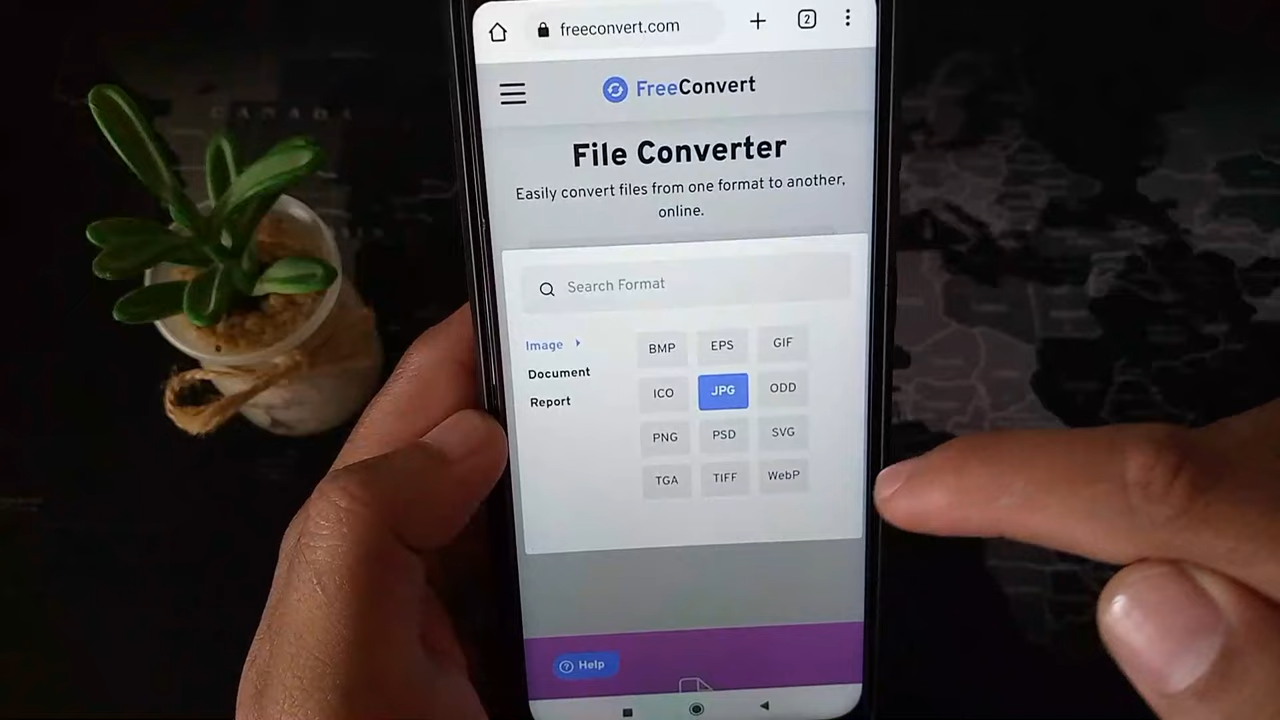 freeconvert.com
2
FreeConvert
File Converter
Easily convert files from one format to another,
online.
Search Format
Image
Document
Report
BMP EPS GIF
ICO JPG ODD
PNG PSD SVG
TGA TIFF WebP
? Help
CANADA